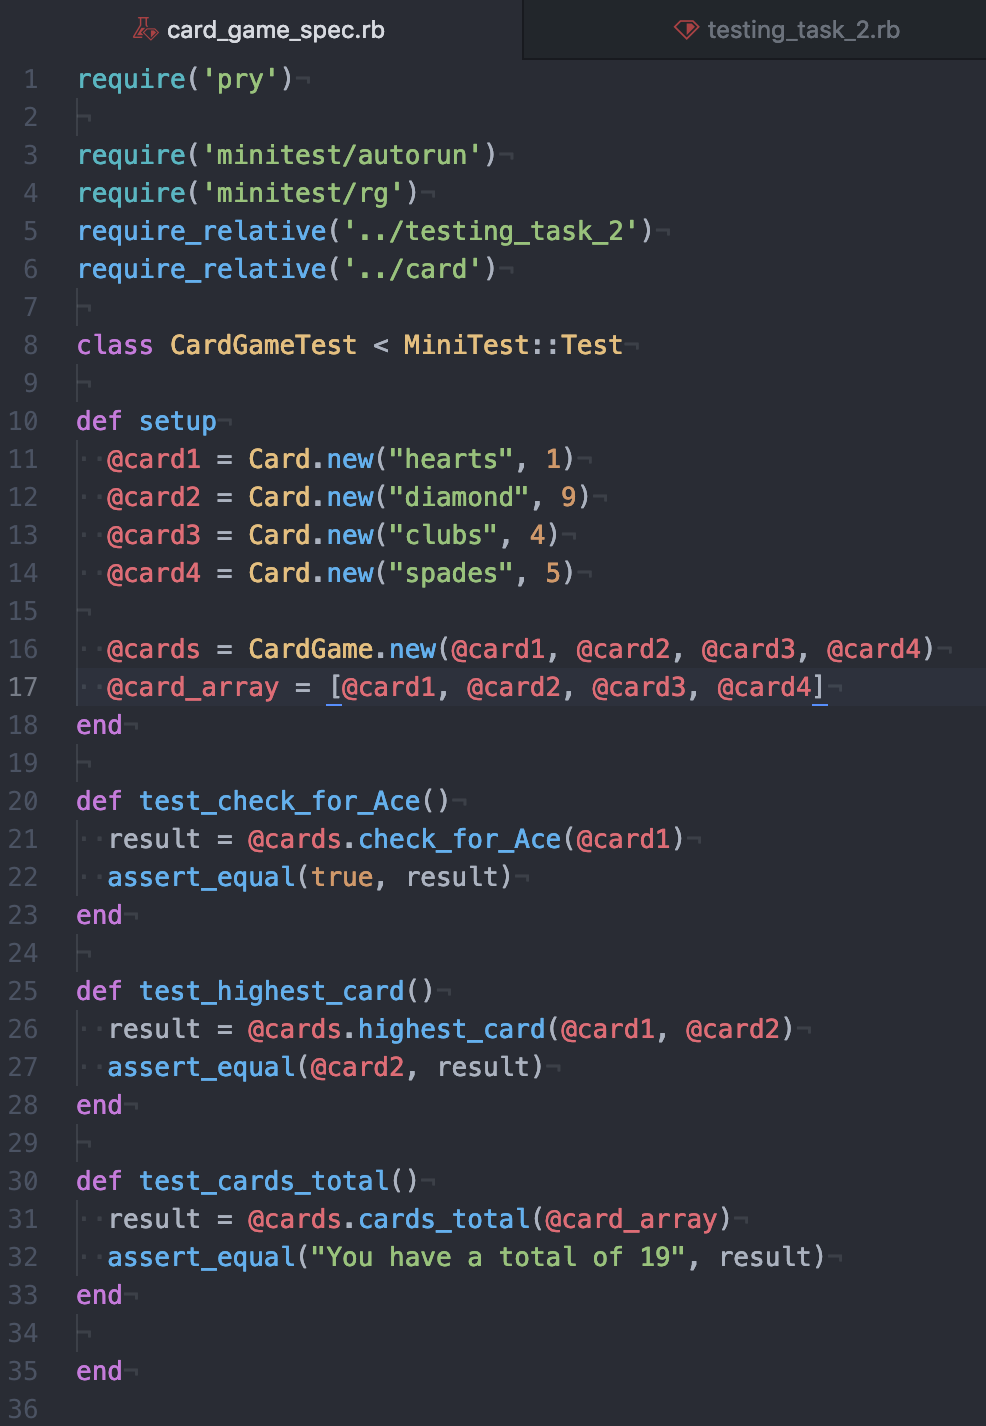 card_game_spec.rb
testing_task_2.rb
1 require('pry')¬
2 ¬
3 require('minitest/autorun')¬
4 require('minitest/rg')¬
5 require_relative('../testing_task_2')¬
6 require_relative('../card')¬
7 ¬
8 class CardGameTest < MiniTest::Test¬
9 ¬
10 def setup¬
11 ··@card1 = Card.new("hearts", 1)¬
12 ··@card2 = Card.new("diamond", 9)¬
13 ··@card3 = Card.new("clubs", 4)¬
14 ··@card4 = Card.new("spades", 5)¬
15 ¬
16 ··@cards = CardGame.new(@card1, @card2, @card3, @card4)¬
17 ··@card_array = [@card1, @card2, @card3, @card4]¬
18 end¬
19 ¬
20 def test_check_for_Ace()¬
21 ··result = @cards.check_for_Ace(@card1)¬
22 ··assert_equal(true, result)¬
23 end¬
24 ¬
25 def test_highest_card()¬
26 ··result = @cards.highest_card(@card1, @card2)¬
27 ··assert_equal(@card2, result)¬
28 end¬
29 ¬
30 def test_cards_total()¬
31 ··result = @cards.cards_total(@card_array)¬
32 ··assert_equal("You have a total of 19", result)¬
33 end¬
34 ¬
35 end¬
36